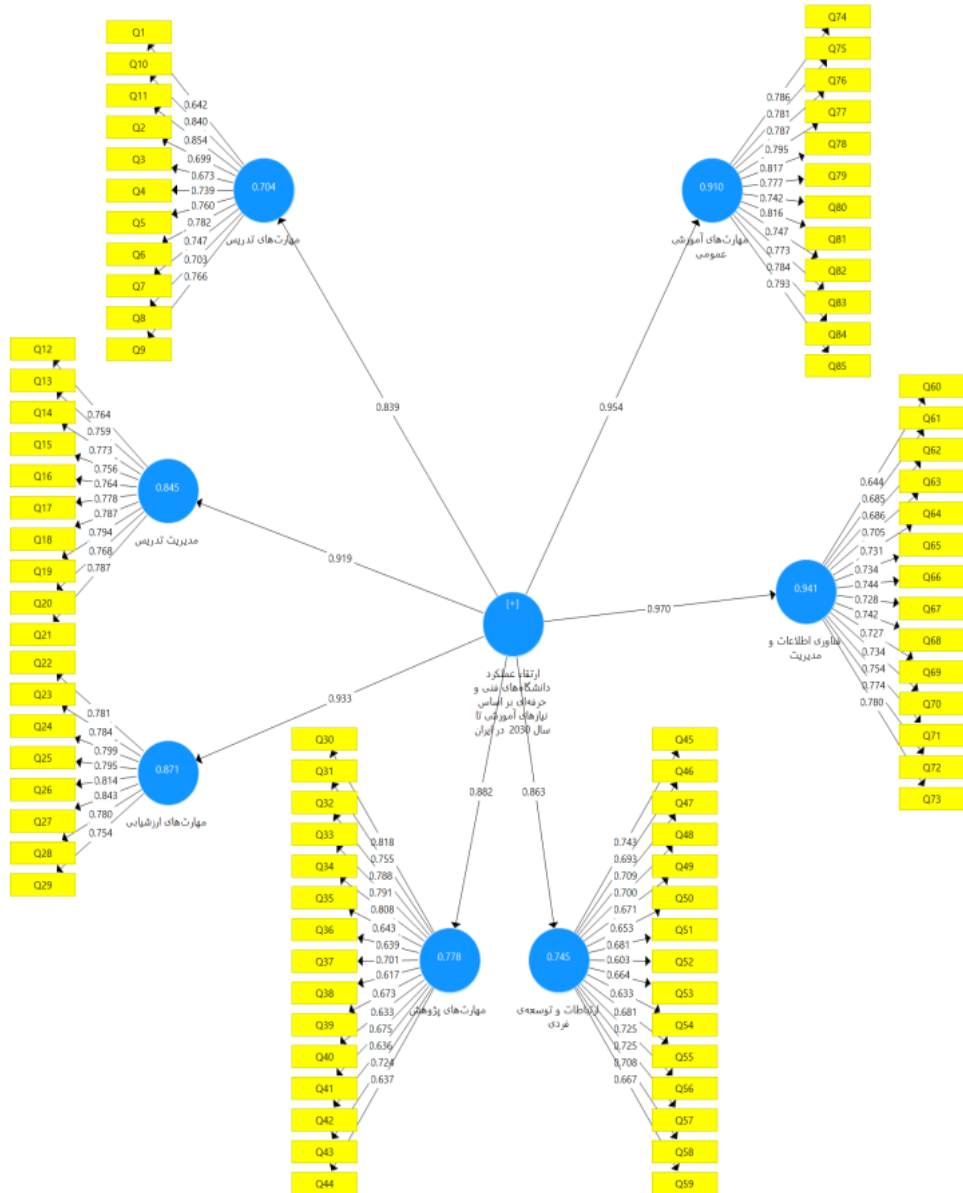 Q1
Q10
Q11
Q2
Q3
Q4
Q5
Q6
Q7
Q8
Q9
0.642
0.840
0.854
0.699
0.673
0.739
0.760
0.782
0.747
0.703
0.766
0.704
مهارت‌های تدریس
Q74
Q75
Q76
Q77
Q78
Q79
Q80
Q81
Q82
Q83
Q84
Q85
0.786
0.781
0.787
0.795
0.817
0.777
0.742
0.816
0.747
0.773
0.784
0.793
0.910
مهارت‌های آموزشی
عمومی
0.839
0.954
Q12
Q13
Q14
Q15
Q16
Q17
Q18
Q19
Q20
Q21
0.764
0.759
0.773
0.756
0.764
0.778
0.787
0.794
0.768
0.787
0.845
مدیریت تدریس
0.919
Q60
Q61
Q62
Q63
Q64
Q65
Q66
Q67
Q68
Q69
Q70
Q71
Q72
Q73
0.644
0.685
0.686
0.705
0.731
0.734
0.744
0.728
0.742
0.727
0.734
0.754
0.774
0.780
0.941
فناوری اطلاعات و
مدیریت
0.970
[+]
ارتقاء عملکرد
دانشگاه‌های فنی و
حرفه‌ای بر اساس
نیازهای آموزشی تا
سال 2030 در ایران
Q22
Q23
Q24
Q25
Q26
Q27
Q28
Q29
0.781
0.784
0.799
0.795
0.814
0.843
0.780
0.754
0.871
مهارت‌های ارزشیابی
0.933
0.882
0.863
Q30
Q31
Q32
Q33
Q34
Q35
Q36
Q37
Q38
Q39
Q40
Q41
Q42
Q43
Q44
0.818
0.755
0.788
0.791
0.808
0.643
0.639
0.701
0.617
0.673
0.633
0.675
0.636
0.724
0.637
0.778
مهارت‌های پژوهش
Q45
Q46
Q47
Q48
Q49
Q50
Q51
Q52
Q53
Q54
Q55
Q56
Q57
Q58
Q59
0.743
0.693
0.709
0.700
0.671
0.653
0.681
0.603
0.664
0.633
0.681
0.725
0.725
0.708
0.667
0.745
ارتباطات و توسعه‌ی
فردی